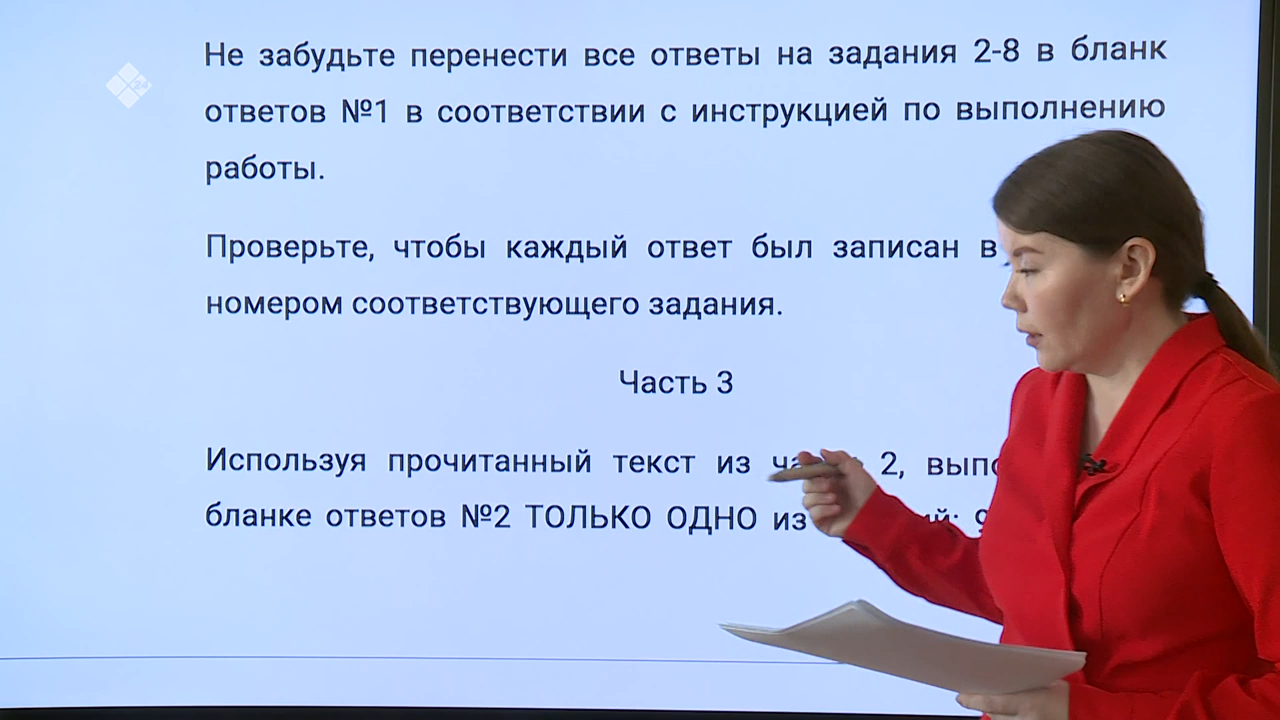 Не забудьте перенести все ответы на задания 2-8 в бланк
ответов №1 в соответствии с инструкцией по выполнению
работы.
Проверьте, чтобы каждый ответ был записан в
номером соответствующего задания.
Часть 3
Используя прочитанный текст из 2,
бланке ответов №2 ТОЛЬКО ОДНО из